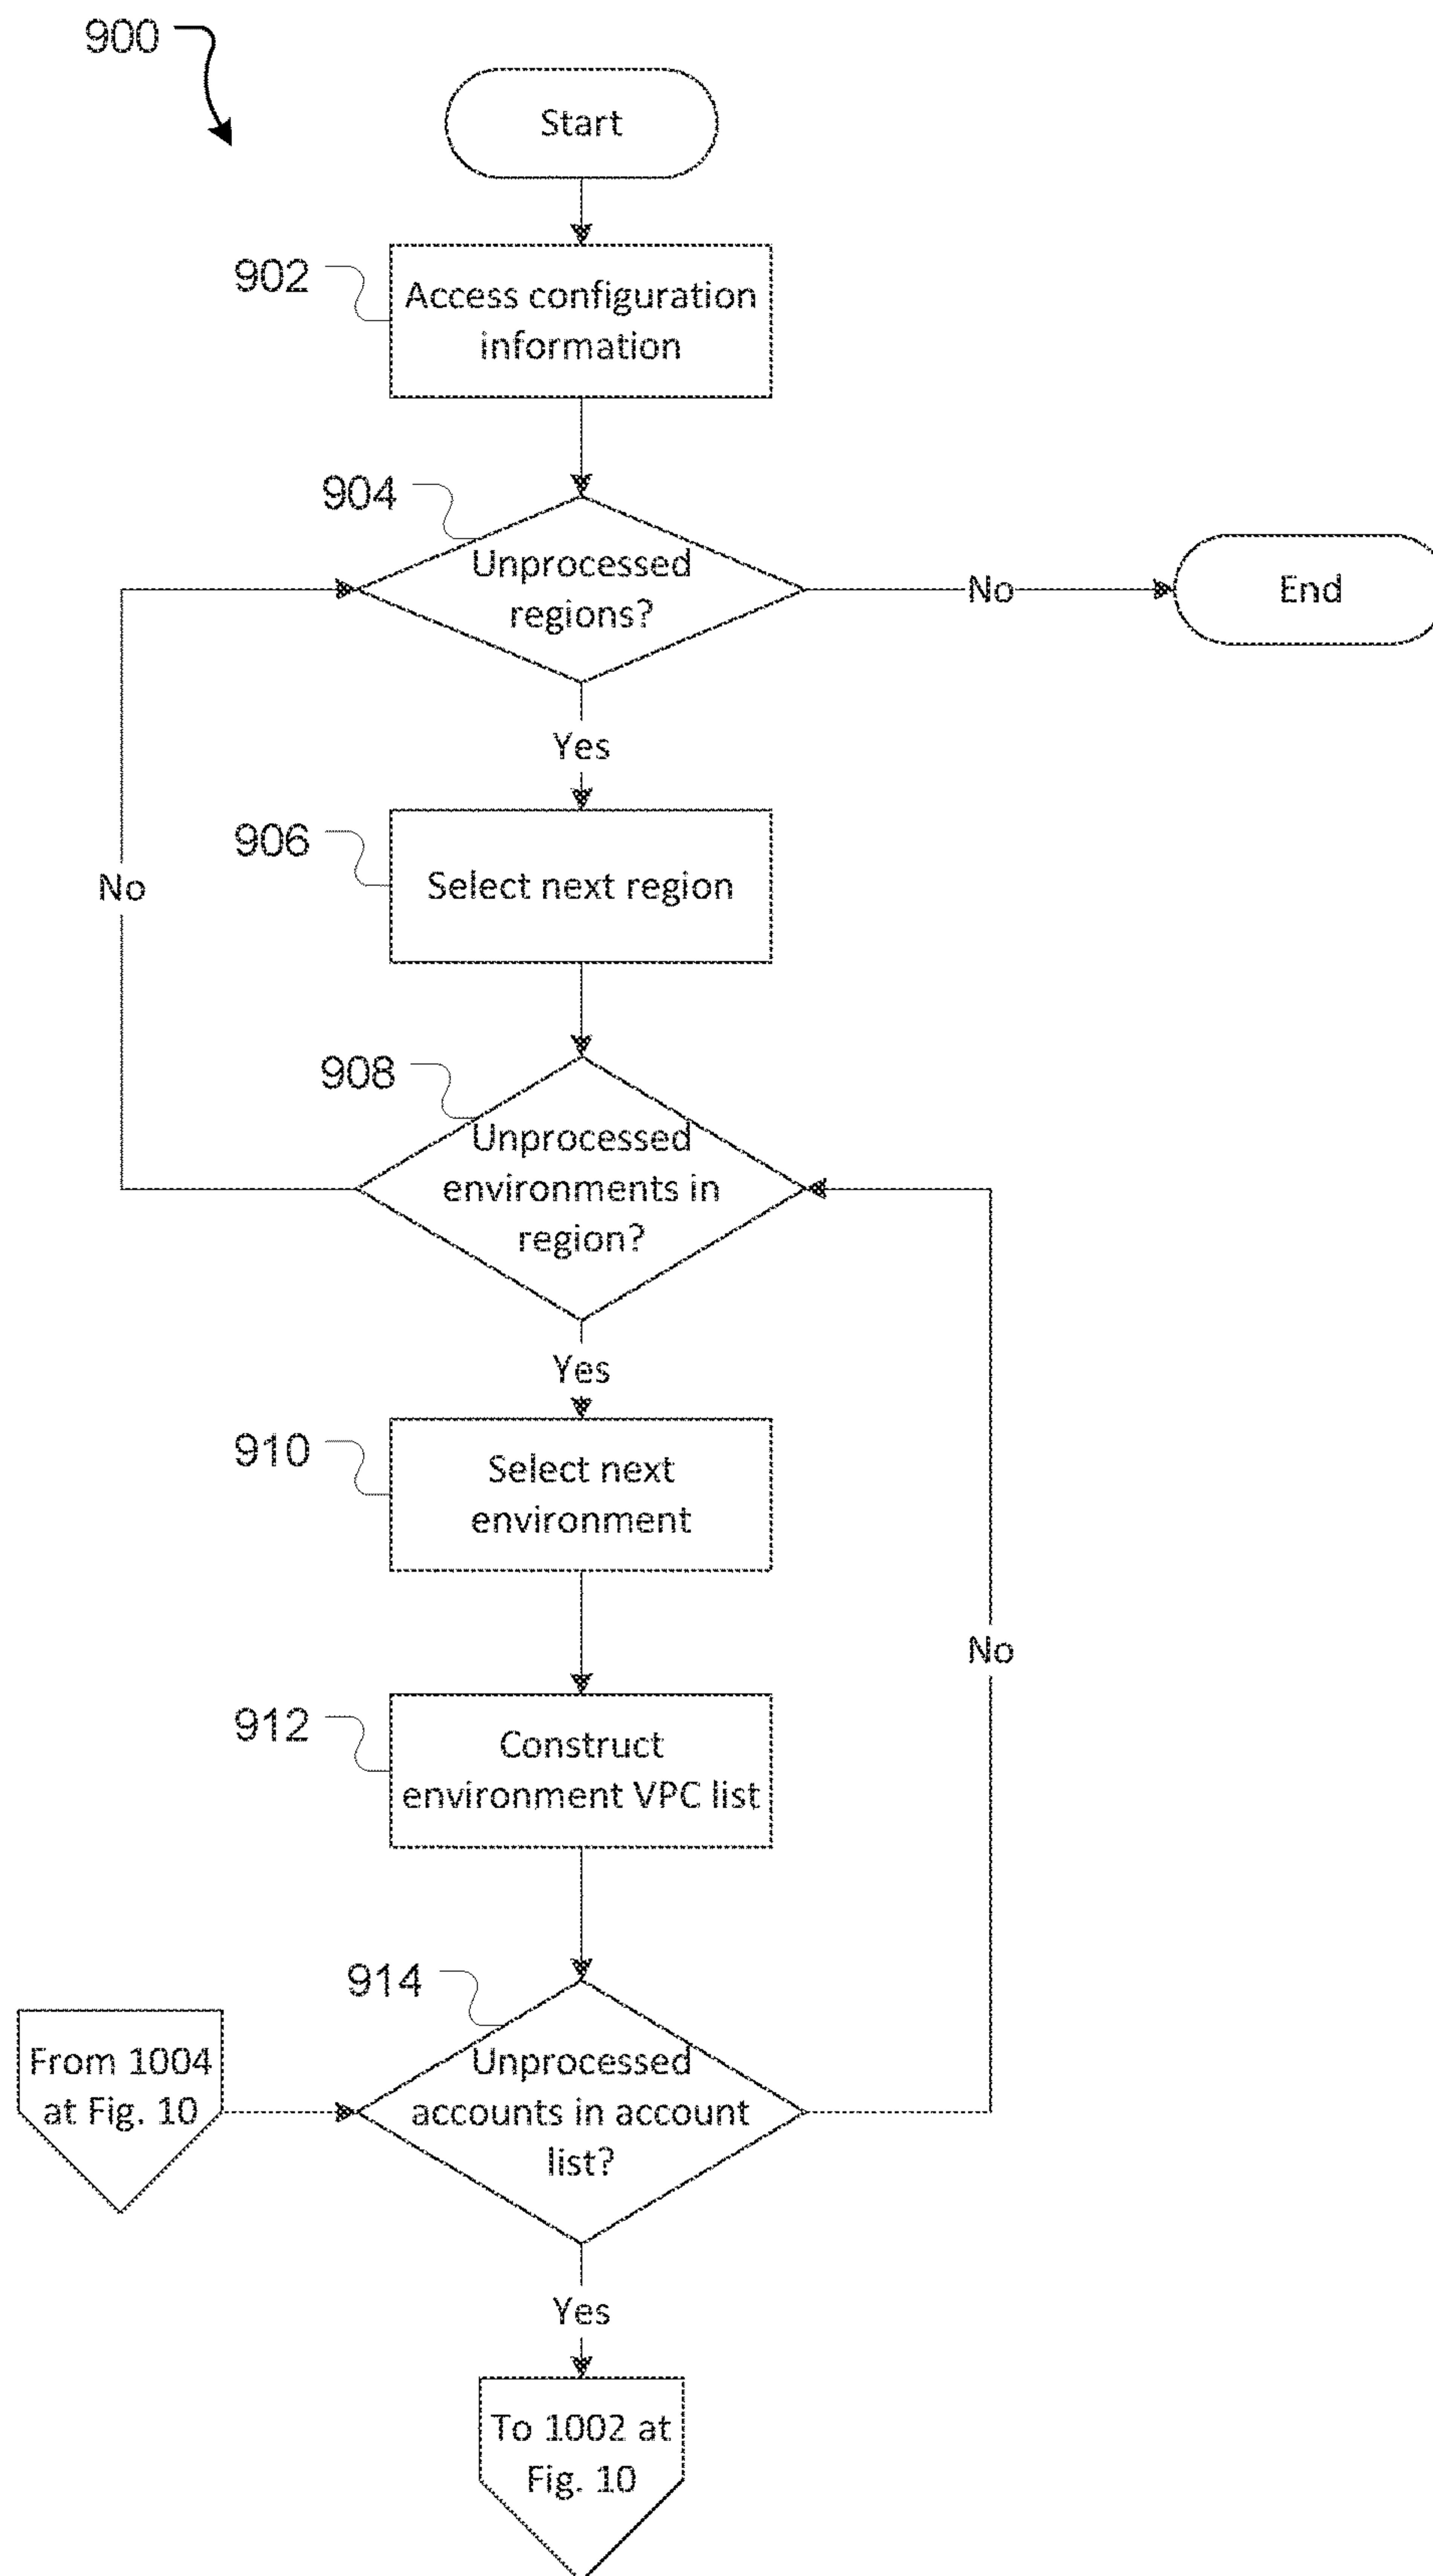 900
Start
902
Access configuration
information
904
Unprocessed
regions?
No
End
Yes
906
Select next region
No
908
Unprocessed
environments in
region?
Yes
910
Select next
environment
No
912
Construct
environment VPC list
914
From 1004
at Fig. 10
Unprocessed
accounts in account
list?
Yes
To 1002 at
Fig. 10